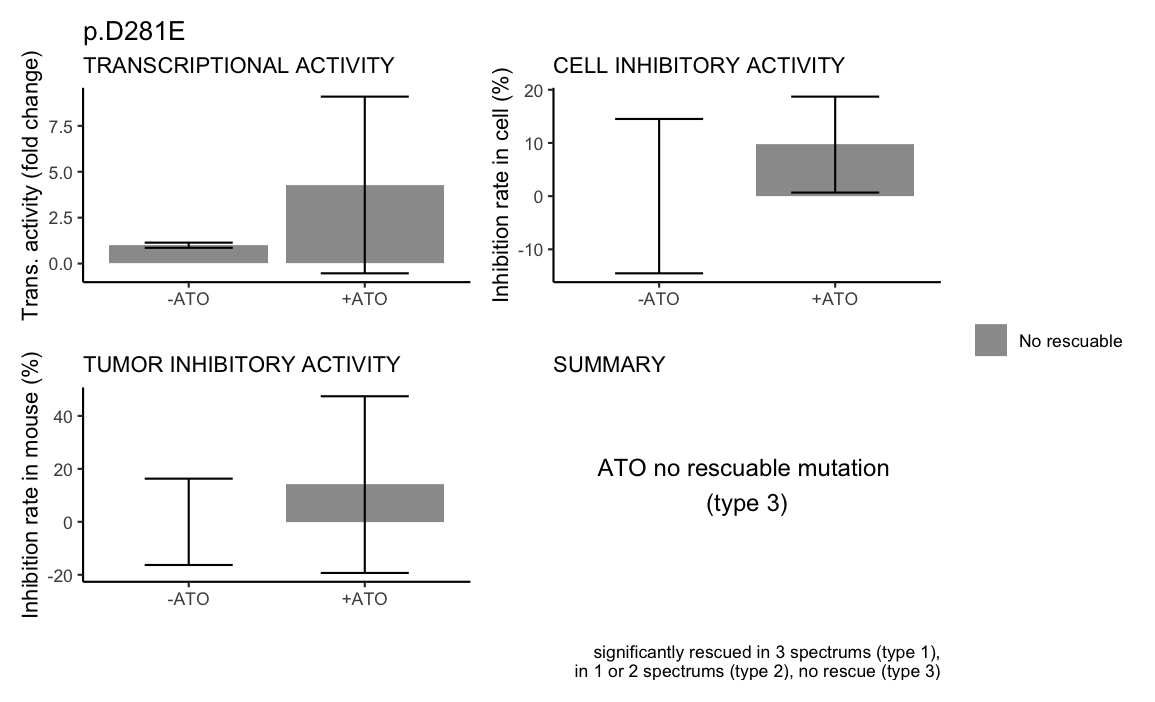 p.D281E
TRANSCRIPTIONAL ACTIVITY
Trans. activity (fold change)
7.5
5.0
2.5
0.0
-ATO
+ATO
CELL INHIBITORY ACTIVITY
Inhibition rate in cell (%)
20
10
0
-10
-ATO
+ATO
No rescuable
TUMOR INHIBITORY ACTIVITY
Inhibition rate in mouse (%)
40
20
0
-20
-ATO
+ATO
SUMMARY
ATO no rescuable mutation
(type 3)
significantly rescued in 3 spectrums (type 1),
in 1 or 2 spectrums (type 2), no rescue (type 3)